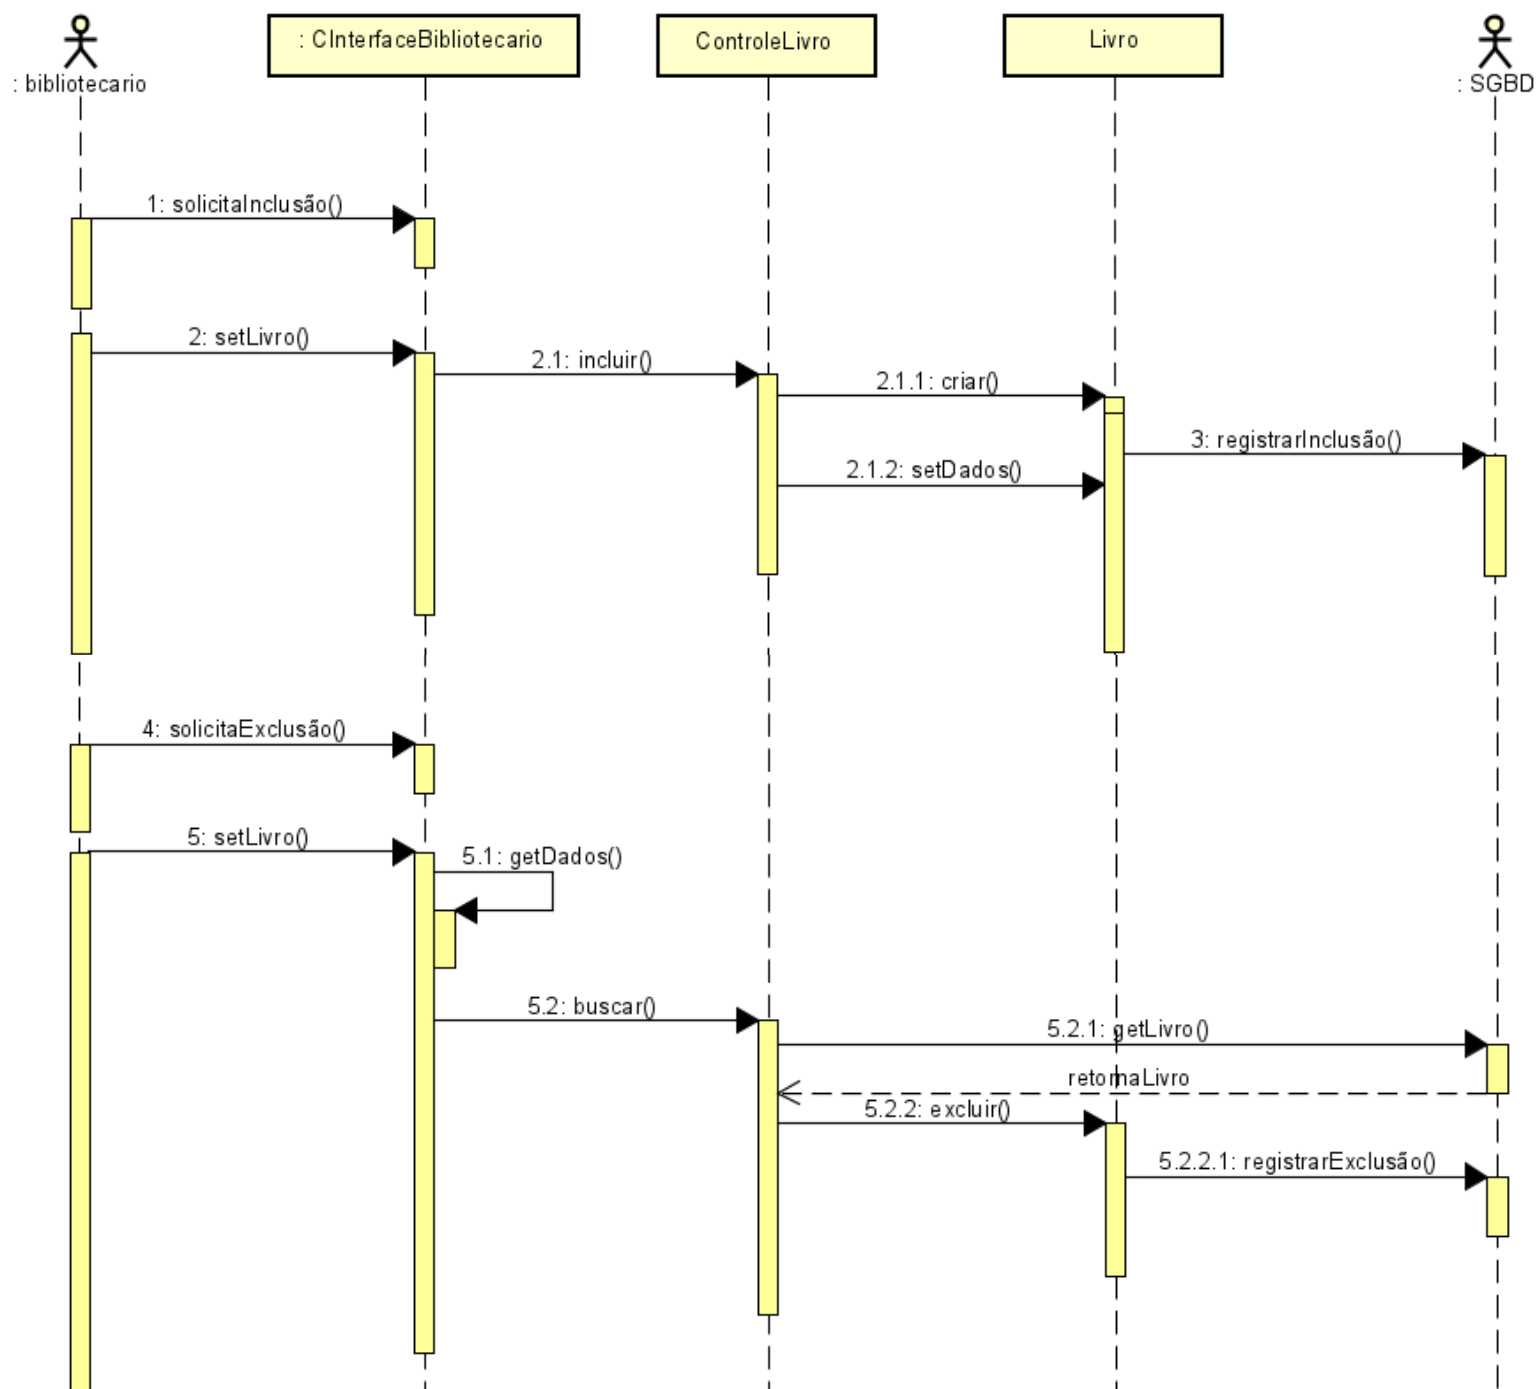 : bibliotecario
: CInterfaceBibliotecario
ControleLivro
Livro
: SGBD
1: solicitaInclusão()
2: setLivro()
2.1: incluir()
2.1.1: criar()
3: registrarInclusão()
2.1.2: setDados()
4: solicitaExclusão()
5: setLivro()
5.1: getDados()
5.2: buscar()
5.2.1: getLivro()
retornaLivro
5.2.2: excluir()
5.2.2.1: registrarExclusão()